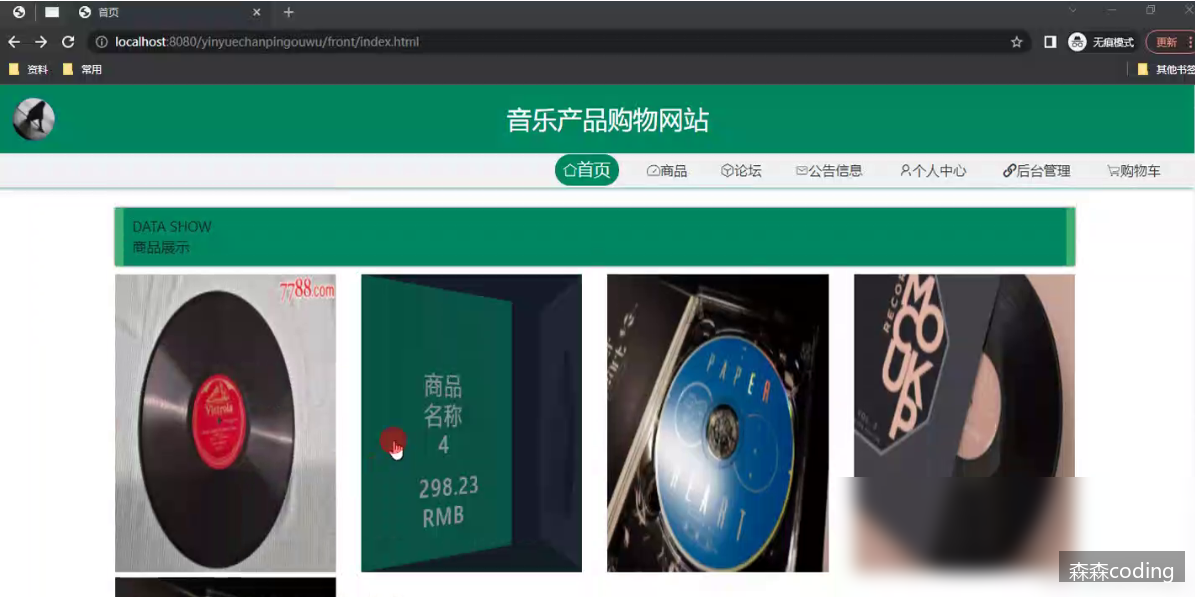 首页
localhost:8080/yinyuechanpingouwu/front/index.html
无痕模式
更新
资料
常用
其他书签
音乐产品购物网站
首页
商品
论坛
公告信息
个人中心
后台管理
购物车
DATA SHOW
商品展示
7788.com
Victrola
商品
名称
4
298.23
RMB
PAPER
HEART
RECO
MOCKUP
森森coding